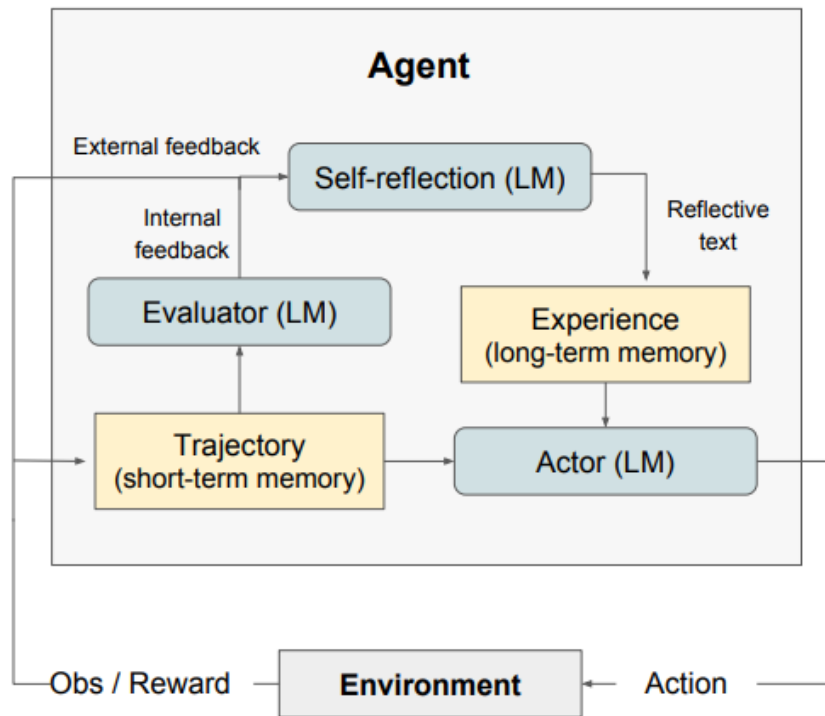 Agent
External feedback
Self-reflection (LM)
Internal
feedback
Reflective
text
Evaluator (LM)
Experience
(long-term memory)
Trajectory
(short-term memory)
Actor (LM)
Obs / Reward
Environment
Action